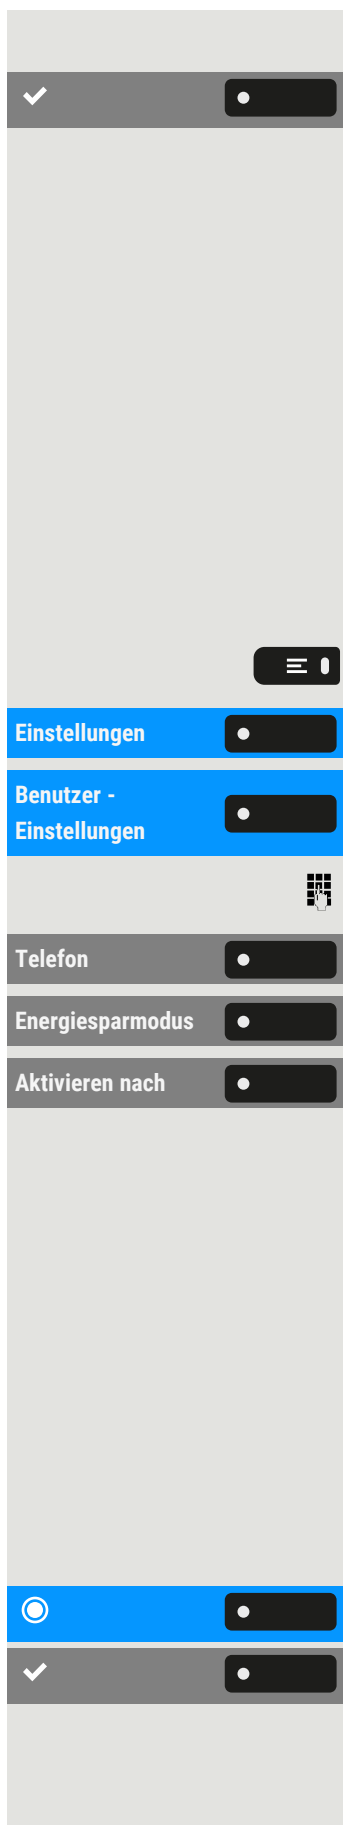 Einstellungen
Benutzer -
Einstellungen
Telefon
Energiesparmodus
Aktivieren nach